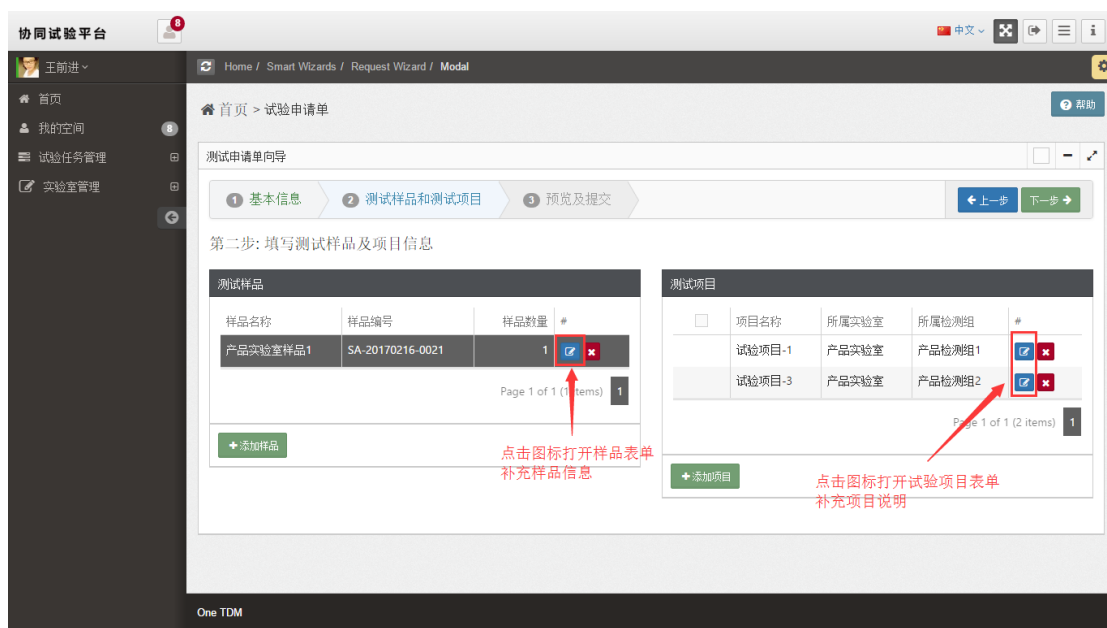 协同试验平台
8
中文
王前进
Home / Smart Wizards / Request Wizard / Modal
首页
我的空间
8
试验任务管理
实验室管理
首页 > 试验申请单
帮助
测试申请单向导
1 基本信息
2 测试样品和测试项目
3 预览及提交
上一步
下一步
第二步: 填写测试样品及项目信息
测试样品
样品名称 样品编号 样品数量 #
产品实验室样品1 SA-20170216-0021 1
Page 1 of 1 (1 items) 1
添加样品
点击图标打开样品表单
补充样品信息
测试项目
项目名称 所属实验室 所属检测组 #
试验项目-1 产品实验室 产品检测组1
试验项目-3 产品实验室 产品检测组2
Page 1 of 1 (2 items) 1
添加项目
点击图标打开试验项目表单
补充项目说明
One TDM